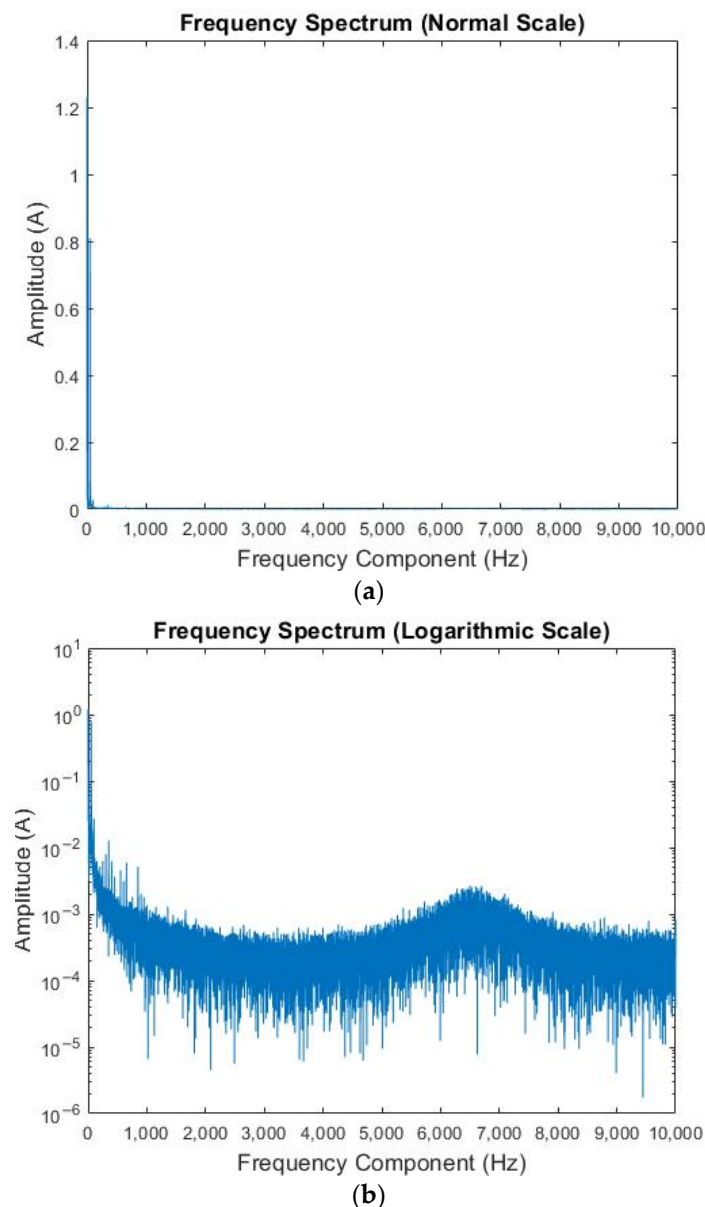 Frequency Spectrum (Normal Scale)
1.4
1.2
1
0.8
0.6
0.4
0.2
0
Amplitude (A)
0 1,000 2,000 3,000 4,000 5,000 6,000 7,000 8,000 9,000 10,000
Frequency Component (Hz)
(a)
Frequency Spectrum (Logarithmic Scale)
10^1
10^0
10^-1
10^-2
10^-3
10^-4
10^-5
10^-6
Amplitude (A)
0 1,000 2,000 3,000 4,000 5,000 6,000 7,000 8,000 9,000 10,000
Frequency Component (Hz)
(b)